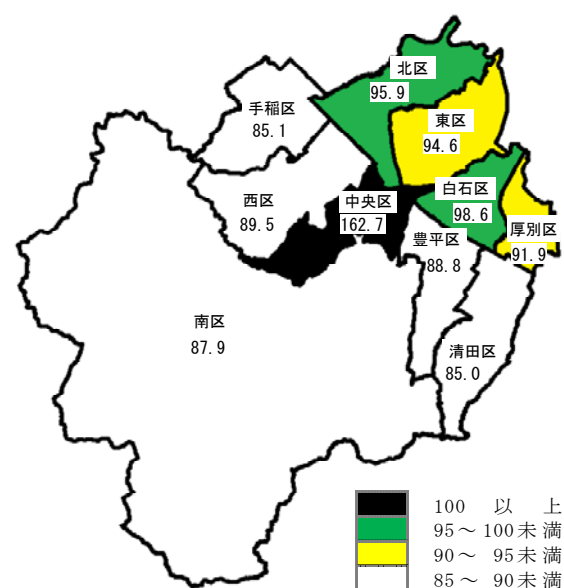 北区
95.9
手稲区
85.1
東区
94.6
白石区
98.6
西区
89.5
中央区
162.7
厚別区
91.9
豊平区
88.8
南区
87.9
清田区
85.0
100 以 上
95～100未満
90～ 95未満
85～ 90未満